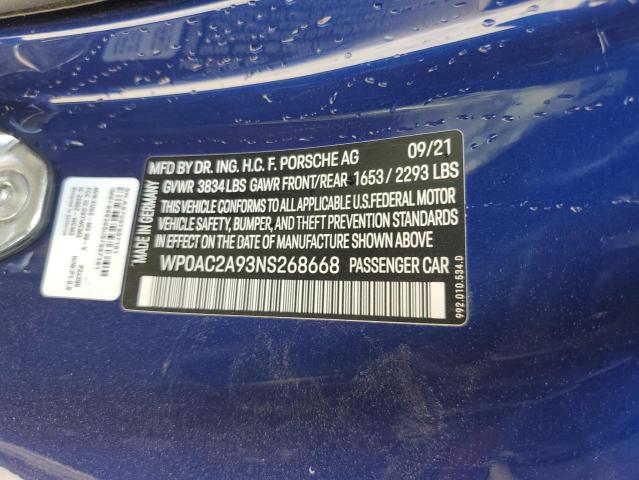 MFD BY DR. ING. H.C. F. PORSCHE AG 09/21
GVWR 3834LBS GAWR FRONT/REAR 1653 / 2293 LBS
THIS VEHICLE CONFORMS TO ALL APPLICABLE U.S.FEDERAL MOTOR
VEHICLE SAFETY, BUMPER, AND THEFT PREVENTION STANDARDS
IN EFFECT ON THE DATE OF MANUFACTURE SHOWN ABOVE.
WP0AC2A93NS268668 PASSENGER CAR
MADE IN GERMANY
992.010.534.D